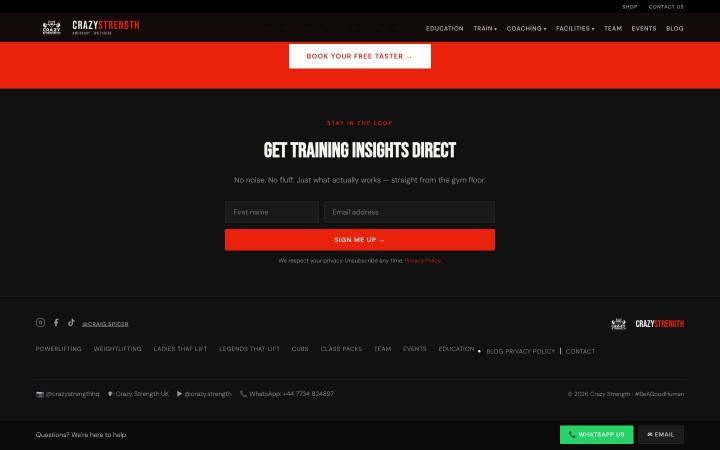 SHOP CONTACT US
CRAZY STRENGTH
CRAZYSTRENGTH
AMESBURY · WILTSHIRE
EDUCATION TRAIN ▾ COACHING ▾ FACILITIES ▾ TEAM EVENTS BLOG
BOOK YOUR FREE TASTER →
STAY IN THE LOOP
GET TRAINING INSIGHTS DIRECT
No noise. No fluff. Just what actually works — straight from the gym floor.
First name Email address
SIGN ME UP →
We respect your privacy. Unsubscribe any time. Privacy Policy.
@CRAIG.SPICER
CRAZYSTRENGTH
POWERLIFTING WEIGHTLIFTING LADIES THAT LIFT LEGENDS THAT LIFT CUBS CLASS PACKS TEAM EVENTS EDUCATION • BLOG PRIVACY POLICY | CONTACT
📷 @crazystrengthhq 🗣 Crazy Strength UK ▶ @crazy.strength 📞 WhatsApp: +44 7734 824897
© 2026 Crazy Strength · #BeAGoodHuman
Questions? We're here to help.
📞 WHATSAPP US ✉ EMAIL